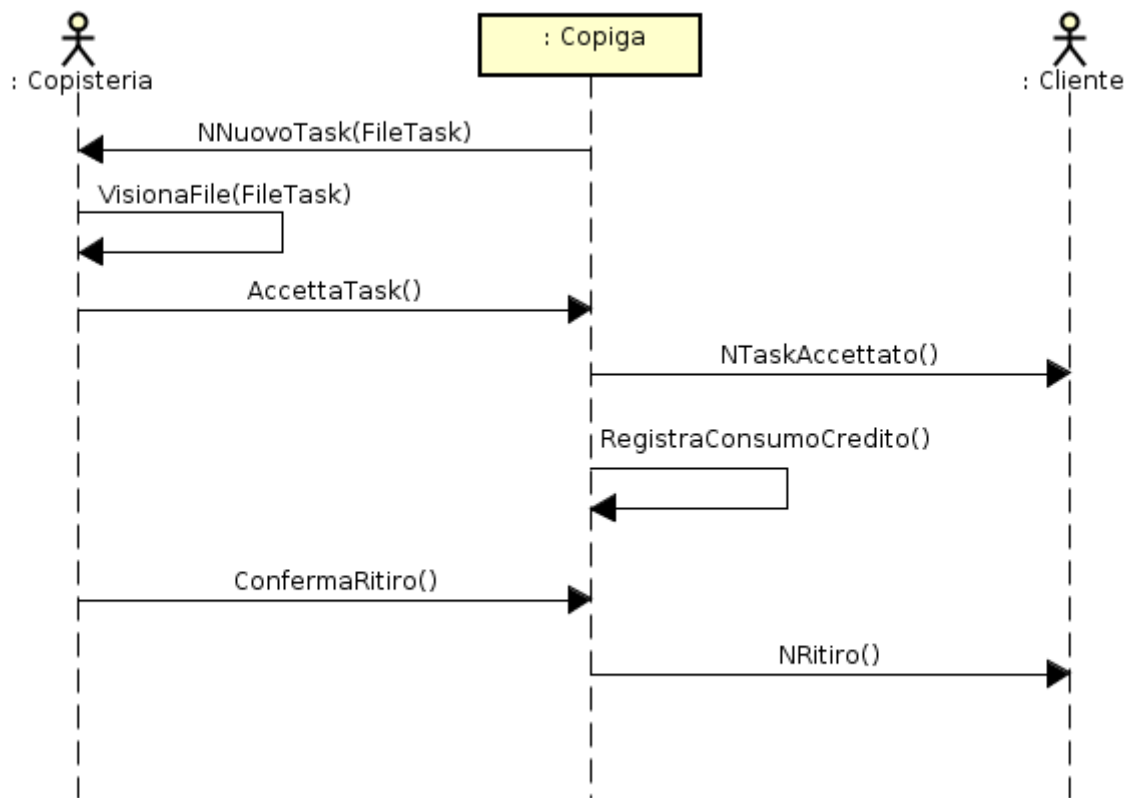 : Copisteria
: Copiga
: Cliente
NNuovoTask(FileTask)
VisionaFile(FileTask)
AccettaTask()
NTaskAccettato()
RegistraConsumoCredito()
ConfermaRitiro()
NRitiro()